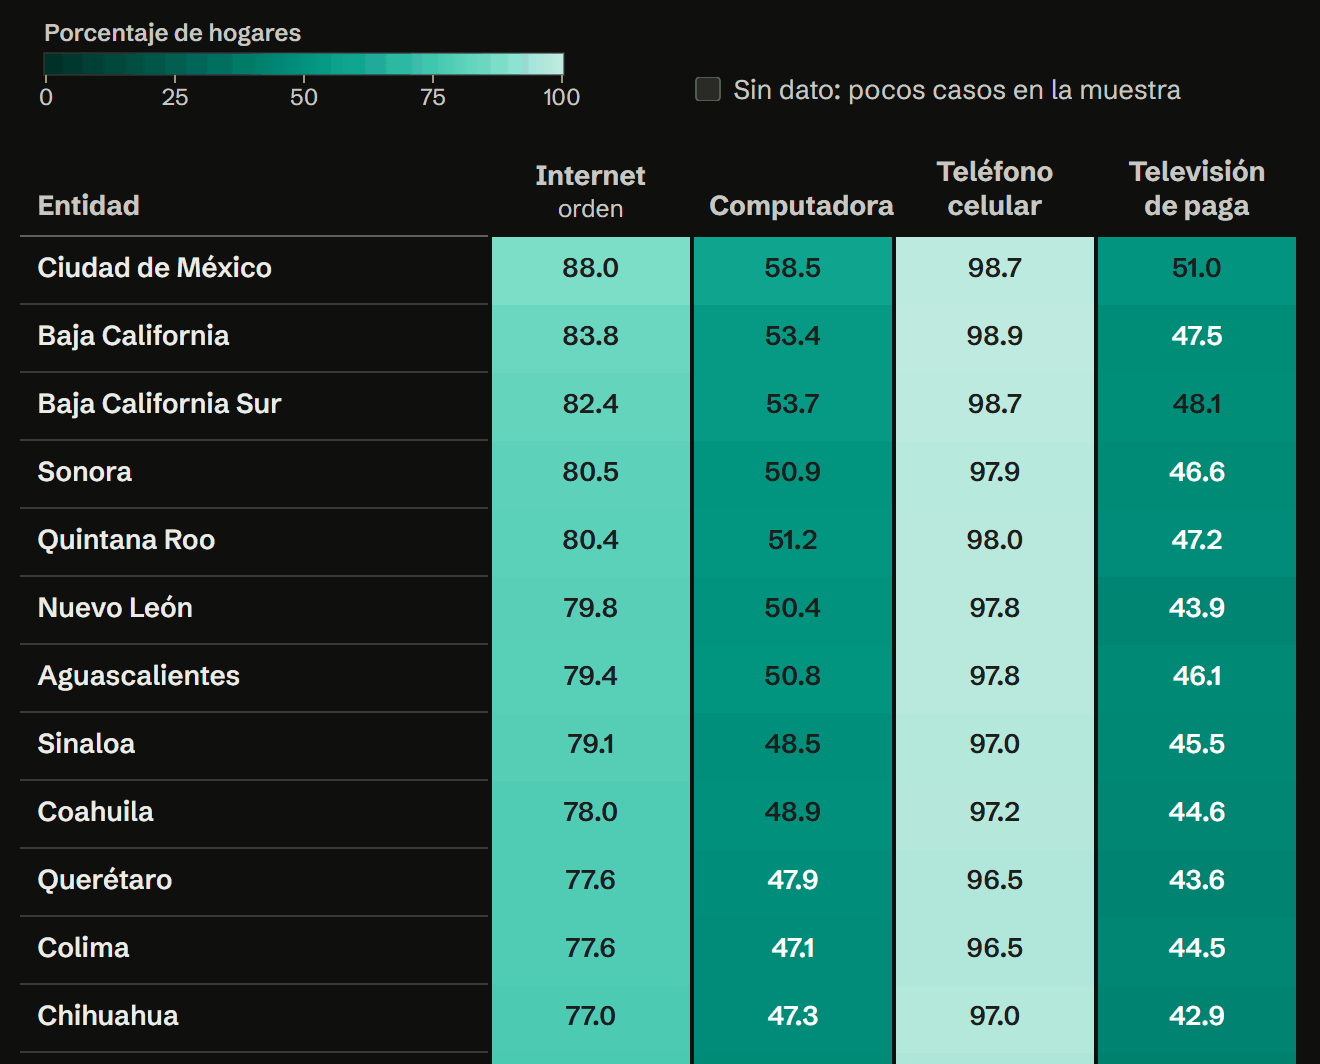 Porcentaje de hogares
0 25 50 75 100
Sin dato: pocos casos en la muestra
Entidad Internet orden Computadora Teléfono celular Televisión de paga
Ciudad de México 88.0 58.5 98.7 51.0
Baja California 83.8 53.4 98.9 47.5
Baja California Sur 82.4 53.7 98.7 48.1
Sonora 80.5 50.9 97.9 46.6
Quintana Roo 80.4 51.2 98.0 47.2
Nuevo León 79.8 50.4 97.8 43.9
Aguascalientes 79.4 50.8 97.8 46.1
Sinaloa 79.1 48.5 97.0 45.5
Coahuila 78.0 48.9 97.2 44.6
Querétaro 77.6 47.9 96.5 43.6
Colima 77.6 47.1 96.5 44.5
Chihuahua 77.0 47.3 97.0 42.9